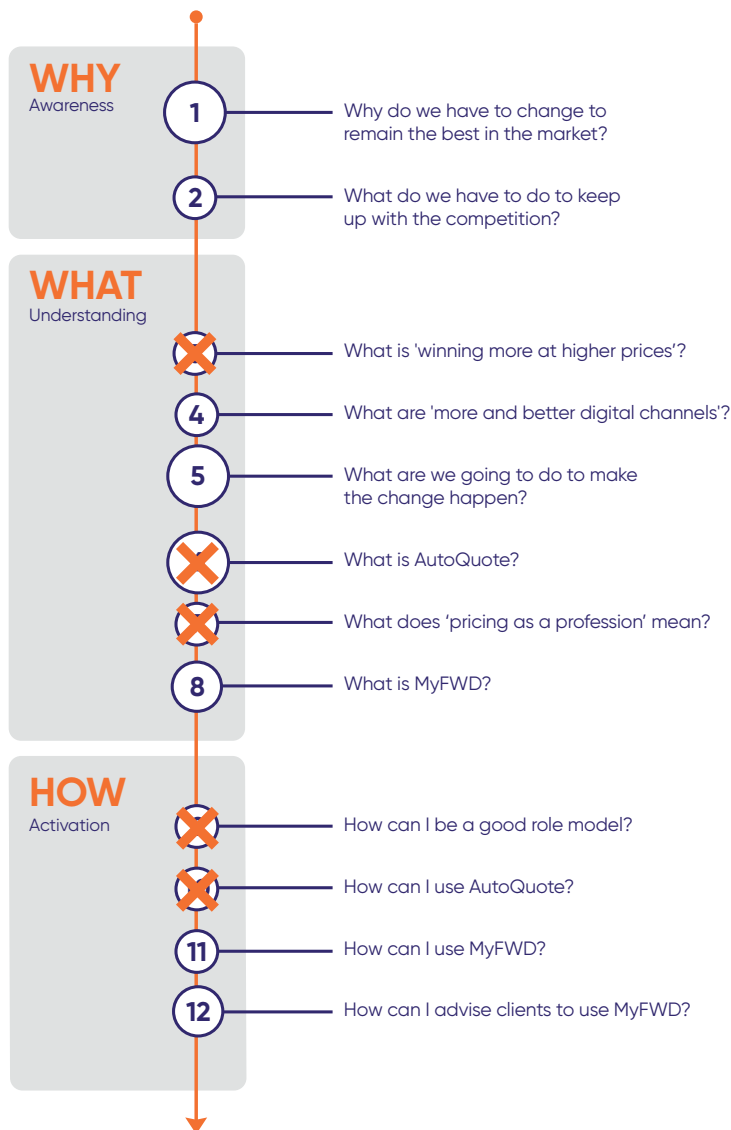 WHY
Awareness
1
Why do we have to change to
remain the best in the market?
2
What do we have to do to keep
up with the competition?
WHAT
Understanding
What is 'winning more at higher prices’?
4
What are 'more and better digital channels'?
5
What are we going to do to make
the change happen?
What is AutoQuote?
What does ‘pricing as a profession’ mean?
8
What is MyFWD?
HOW
Activation
How can I be a good role model?
How can I use AutoQuote?
11
How can I use MyFWD?
12
How can I advise clients to use MyFWD?